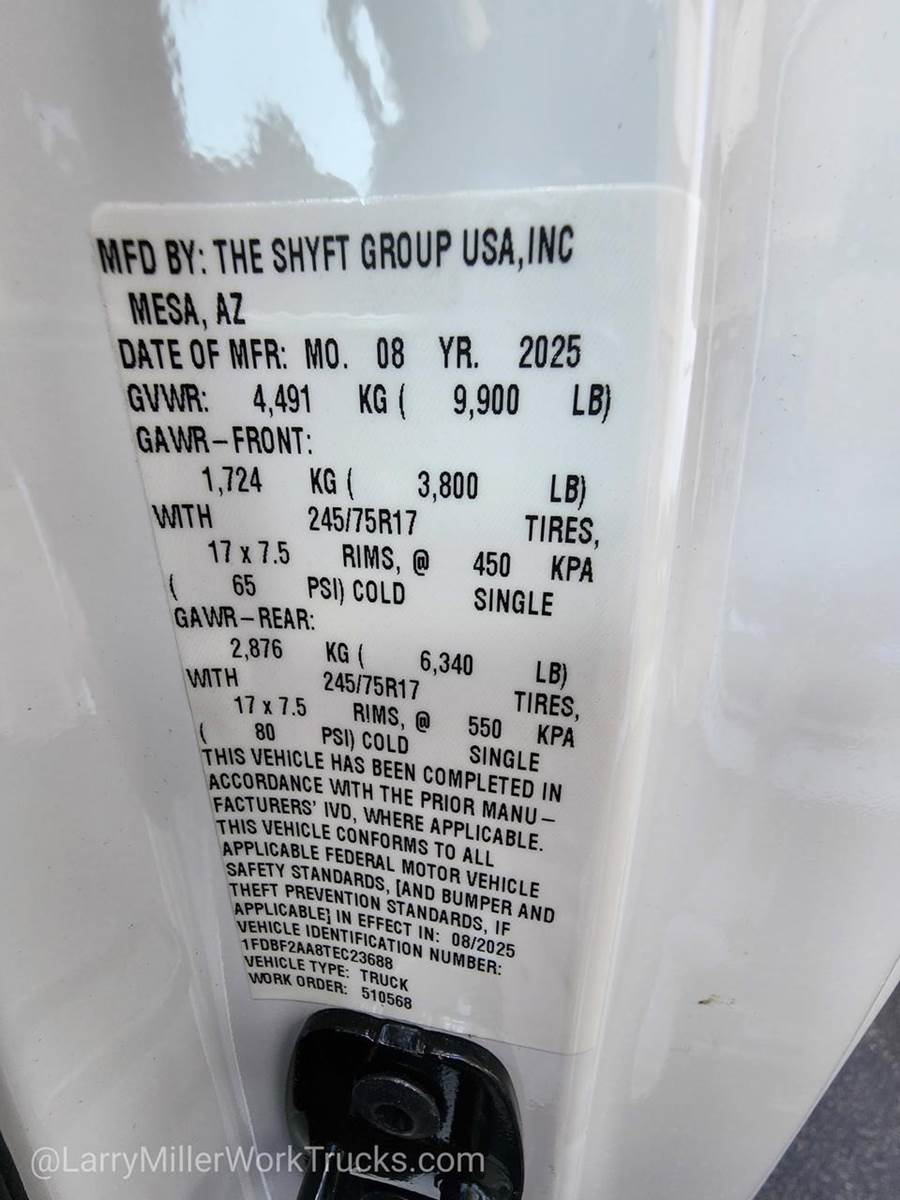 MFD BY: THE SHYFT GROUP USA,INC
MESA, AZ
DATE OF MFR: MO. 08 YR. 2025
GVWR: 4,491 KG ( 9,900 LB)
GAWR-FRONT:
1,724 KG ( 3,800 LB)
WITH 245/75R17 TIRES,
17 x 7.5 RIMS, @ 450 KPA
( 65 PSI) COLD SINGLE
GAWR-REAR:
2,876 KG ( 6,340 LB)
WITH 245/75R17 TIRES,
17 x 7.5 RIMS, @ 550 KPA
( 80 PSI) COLD SINGLE
THIS VEHICLE HAS BEEN COMPLETED IN
ACCORDANCE WITH THE PRIOR MANU-
FACTURERS' IVD, WHERE APPLICABLE.
THIS VEHICLE CONFORMS TO ALL
APPLICABLE FEDERAL MOTOR VEHICLE
SAFETY STANDARDS, [AND BUMPER AND
THEFT PREVENTION STANDARDS, IF
APPLICABLE] IN EFFECT IN: 08/2025
VEHICLE IDENTIFICATION NUMBER:
1FDBF2AA8TEC23688
VEHICLE TYPE: TRUCK
WORK ORDER: 510568
@LarryMillerWorkTrucks.com